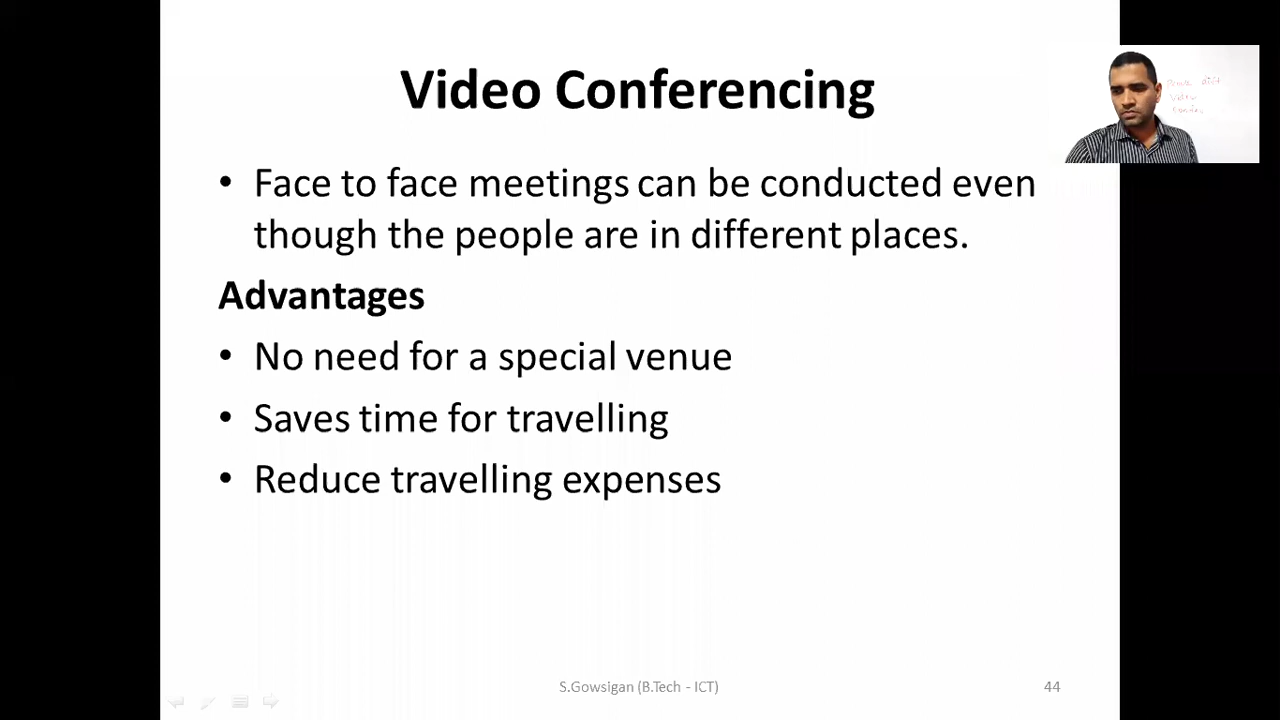 Video Conferencing
• Face to face meetings can be conducted even
though the people are in different places.
Advantages
• No need for a special venue
• Saves time for travelling
• Reduce travelling expenses
S.Gowsigan (B.Tech - ICT)
44